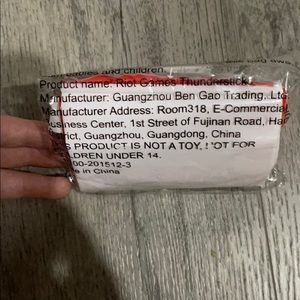 and children.
Product name: Riot Games Thunderstick
Manufacturer: Guangzhou Ben Gao Trading. Ltd
Manufacturer Address: Room318, E-Commercial
Business Center, 1st Street of Fujinan Road, Hai
District, Guangzhou, Guangdong, China
THIS PRODUCT IS NOT A TOY, NOT FOR
CHILDREN UNDER 14.
00-201512-3
Made in China